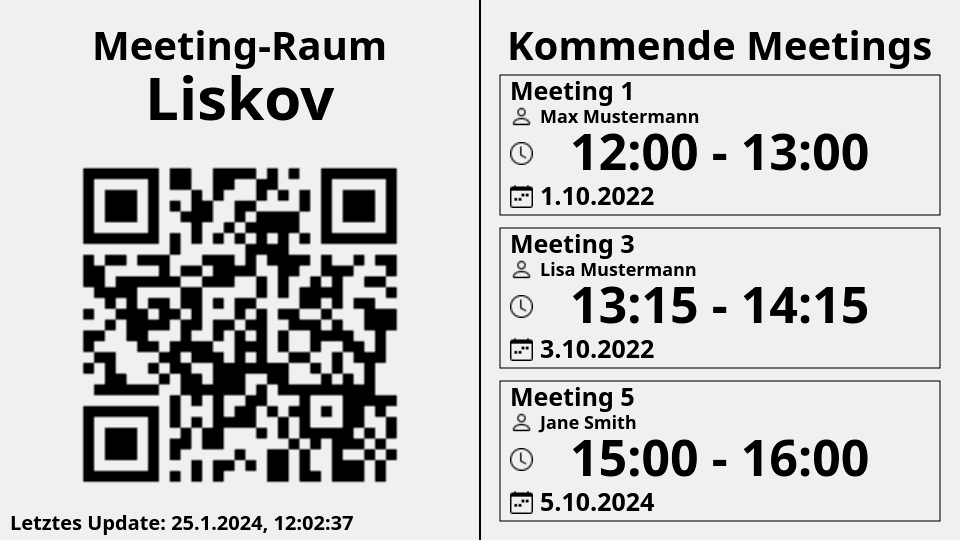 Meeting-Raum
Liskov
Letztes Update: 25.1.2024, 12:02:37
Kommende Meetings
Meeting 1
Max Mustermann
12:00 - 13:00
1.10.2022
Meeting 3
Lisa Mustermann
13:15 - 14:15
3.10.2022
Meeting 5
Jane Smith
15:00 - 16:00
5.10.2024